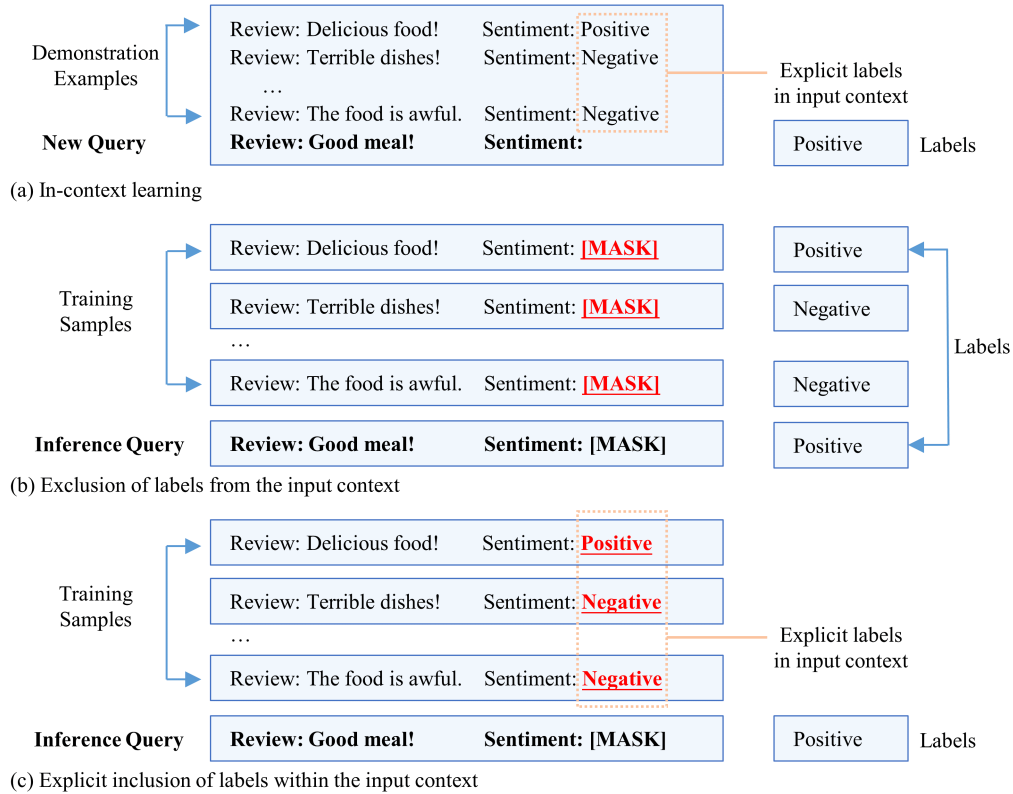 Demonstration Examples
Review: Delicious food! Sentiment: Positive
Review: Terrible dishes! Sentiment: Negative
…
Review: The food is awful. Sentiment: Negative
Explicit labels
in input context
New Query
Review: Good meal! Sentiment:
Positive
Labels
(a) In-context learning
Training
Samples
Review: Delicious food! Sentiment: [MASK]
Positive
Review: Terrible dishes! Sentiment: [MASK]
Negative
…
Review: The food is awful. Sentiment: [MASK]
Negative
Labels
Inference Query
Review: Good meal! Sentiment: [MASK]
Positive
(b) Exclusion of labels from the input context
Training
Samples
Review: Delicious food! Sentiment: Positive
Review: Terrible dishes! Sentiment: Negative
…
Review: The food is awful. Sentiment: Negative
Explicit labels
in input context
Inference Query
Review: Good meal! Sentiment: [MASK]
Positive
Labels
(c) Explicit inclusion of labels within the input context